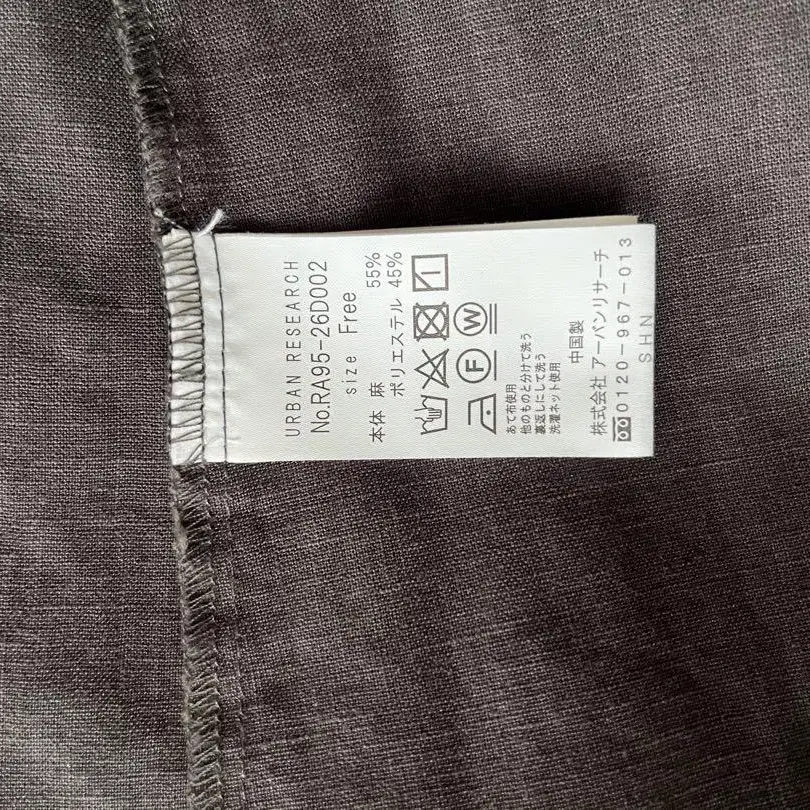 URBAN RESEARCH
No.RA95-26D002
size Free
本体 麻 55%
ポリエステル 45%
F W
あて布使用
他のものと分けて洗う
裏返しにして洗う
洗濯ネット使用
中国製
株式会社 アーバンリサーチ
0120-967-013
SHN